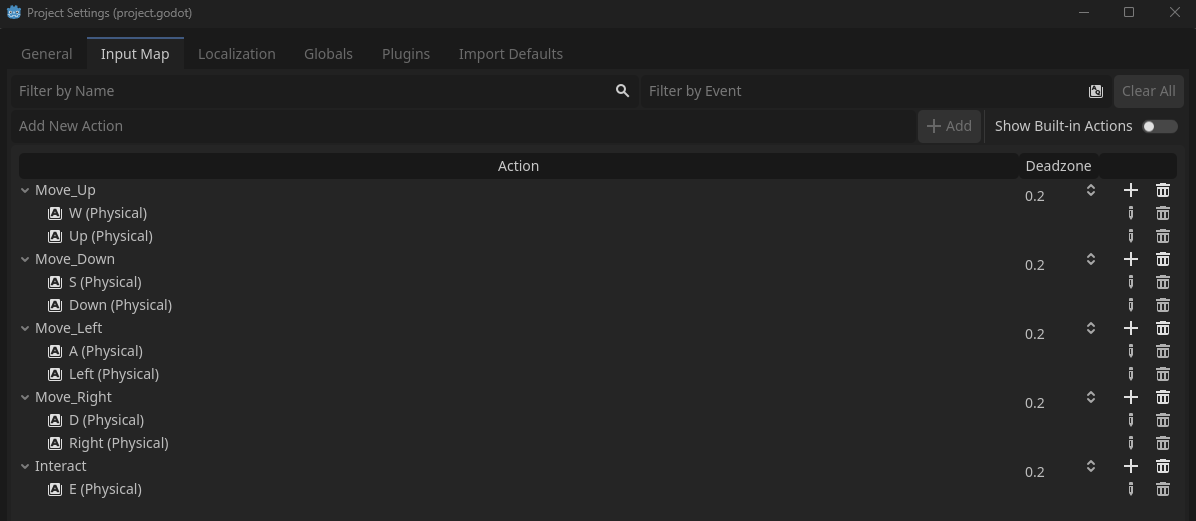 Project Settings (project.godot)
General Input Map Localization Globals Plugins Import Defaults
Filter by Name Filter by Event Clear All
Add New Action Add Show Built-in Actions
Action Deadzone
Move_Up 0.2
W (Physical)
Up (Physical)
Move_Down 0.2
S (Physical)
Down (Physical)
Move_Left 0.2
A (Physical)
Left (Physical)
Move_Right 0.2
D (Physical)
Right (Physical)
Interact 0.2
E (Physical)